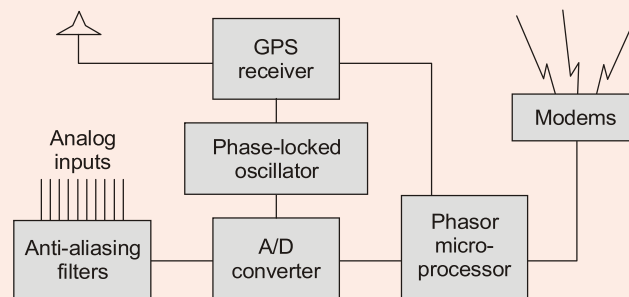 GPS
receiver
Phase-locked
oscillator
Modems
Analog
inputs
Anti-aliasing
filters
A/D
converter
Phasor
micro-
processor